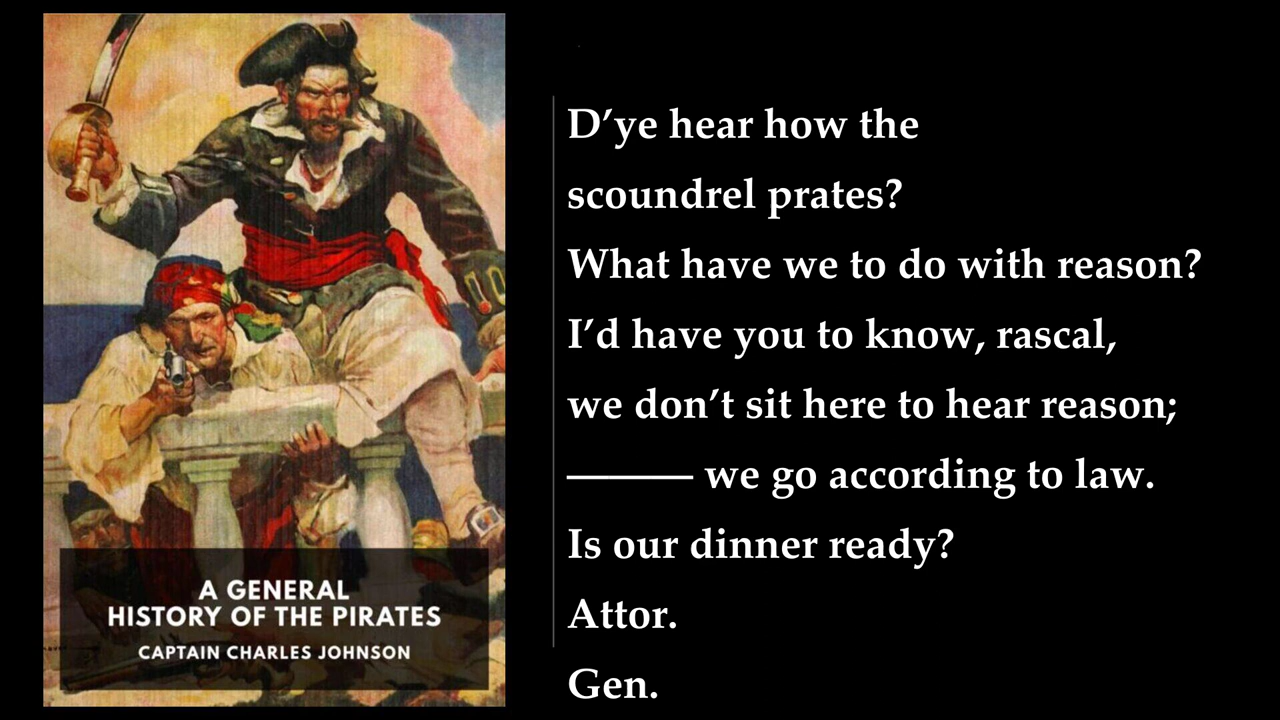 A GENERAL
HISTORY OF THE PIRATES
CAPTAIN CHARLES JOHNSON
D’ye hear how the
scoundrel prates?
What have we to do with reason?
I’d have you to know, rascal,
we don’t sit here to hear reason;
——— we go according to law.
Is our dinner ready?
Attor.
Gen.